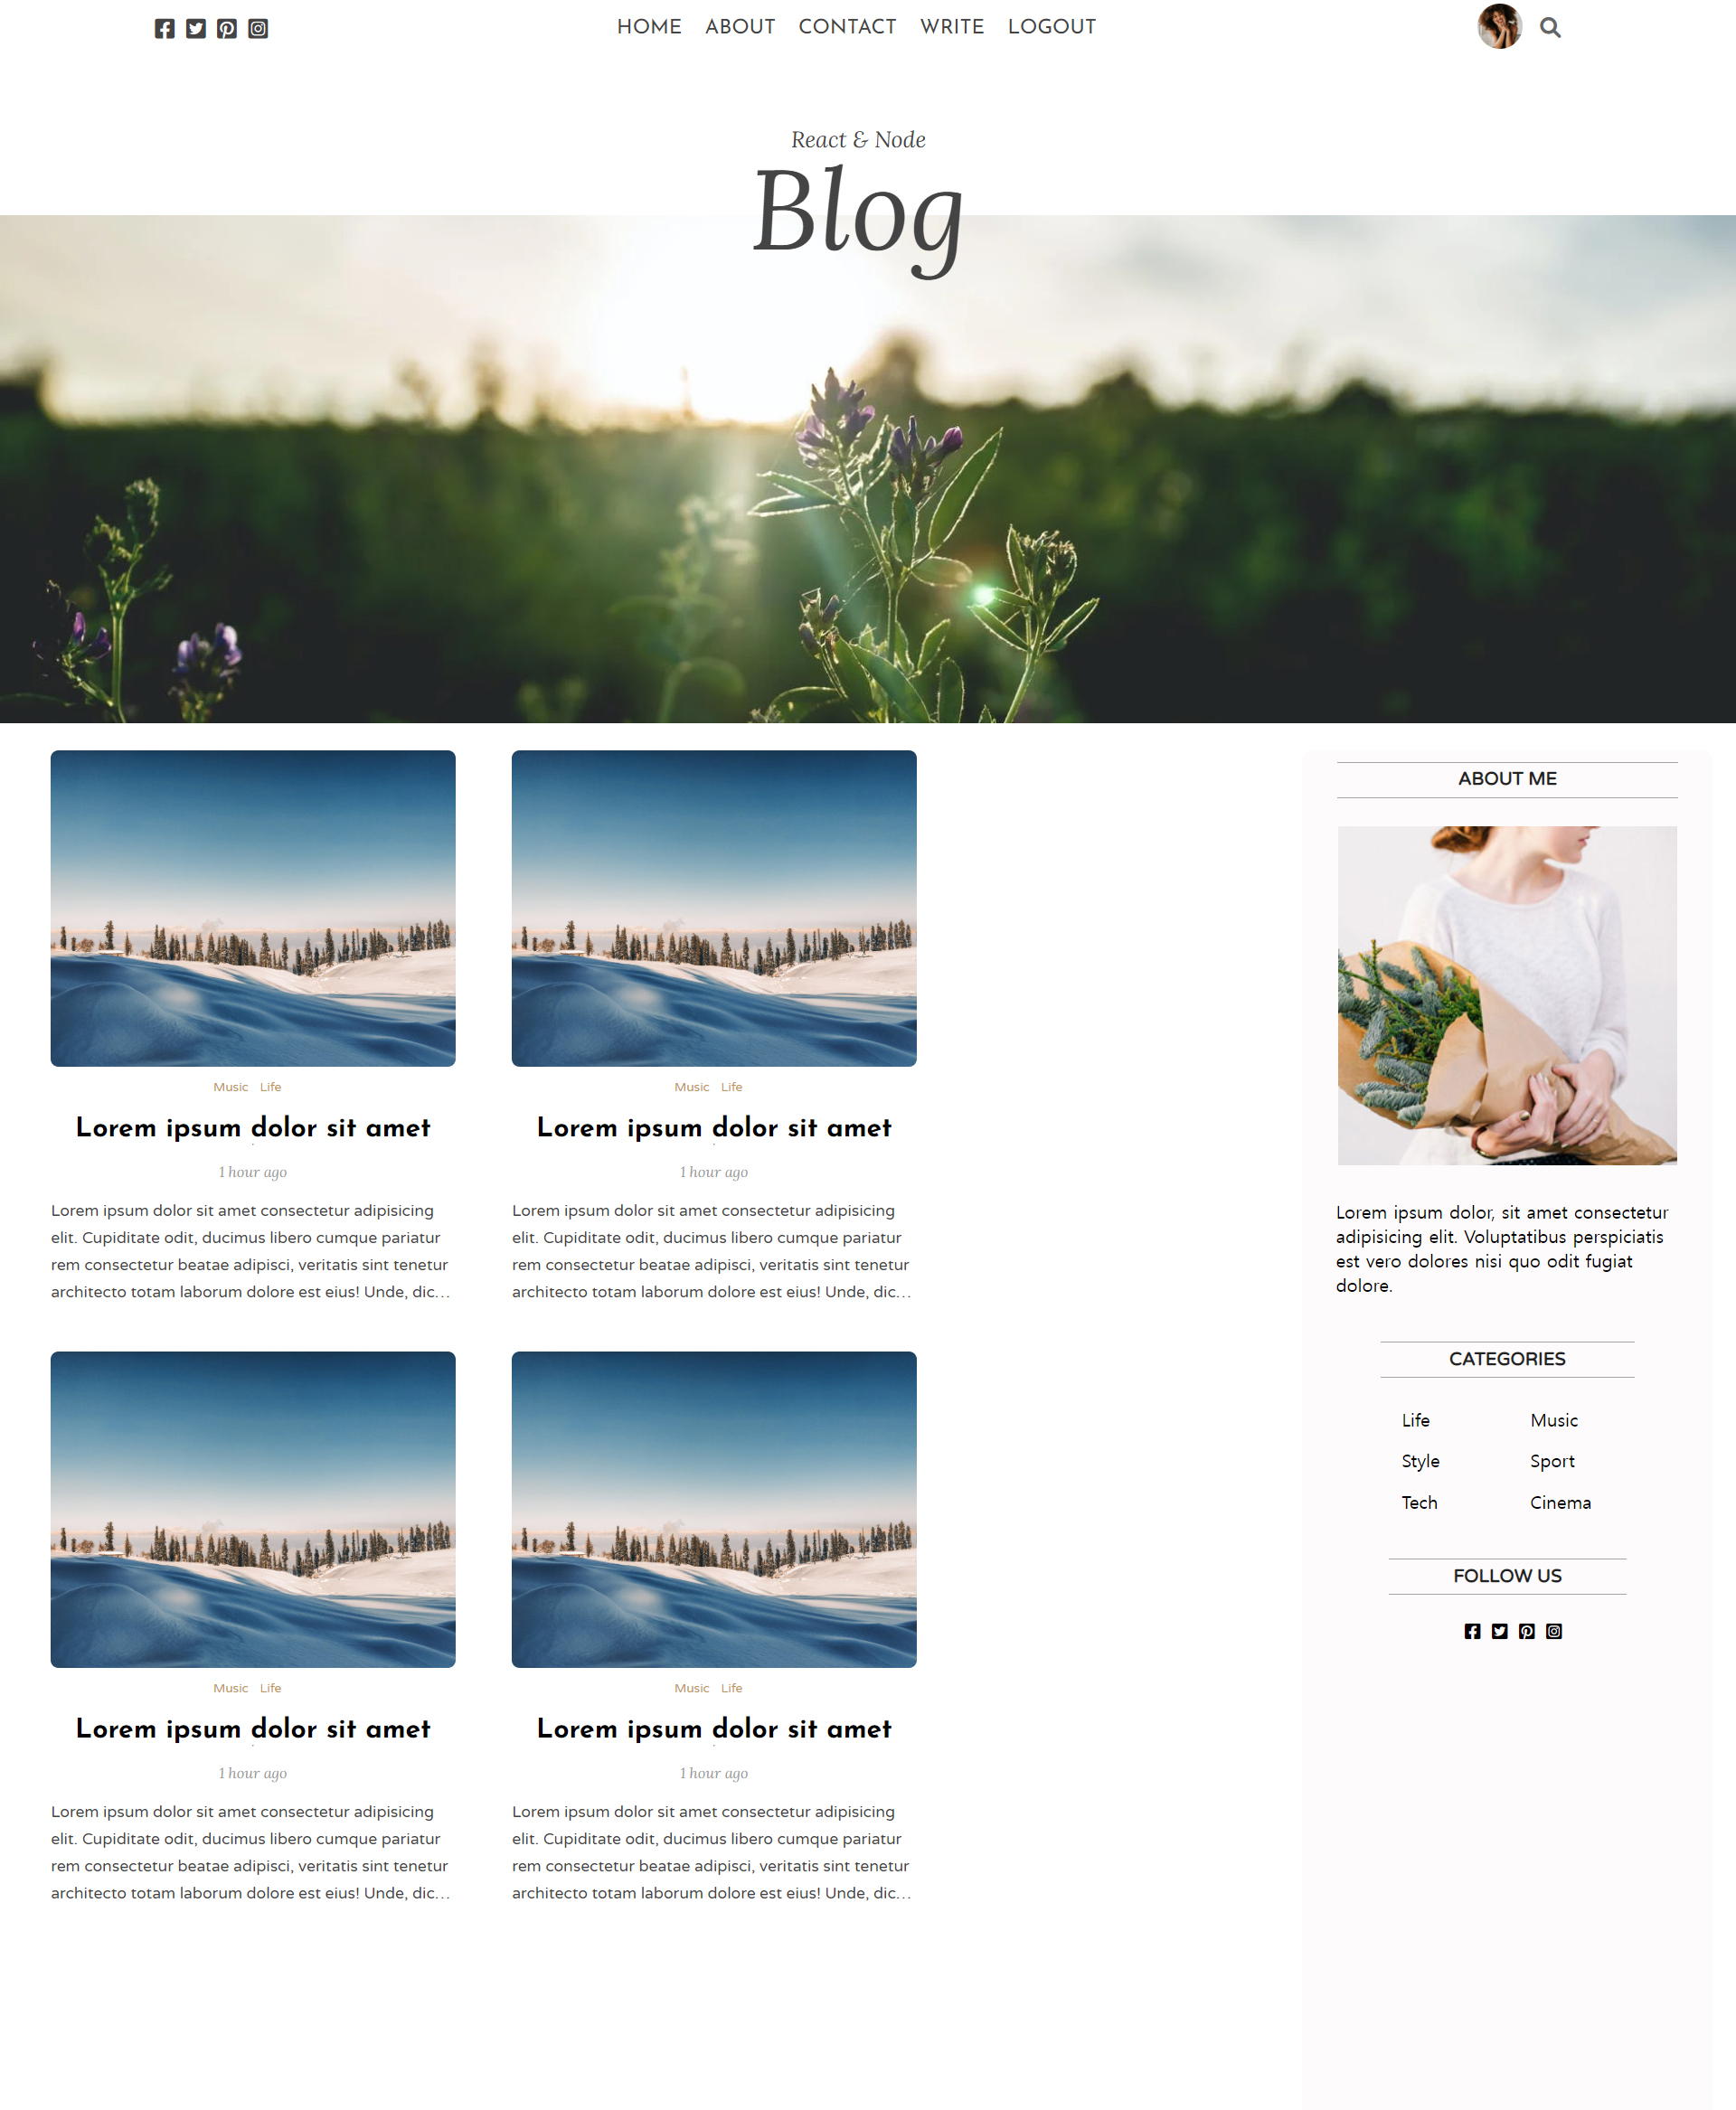 HOME ABOUT CONTACT WRITE LOGOUT
React & Node
Blog
Music Life
Lorem ipsum dolor sit amet
1 hour ago
Lorem ipsum dolor sit amet consectetur adipisicing
elit. Cupiditate odit, ducimus libero cumque pariatur
rem consectetur beatae adipisci, veritatis sint tenetur
architecto totam laborum dolore est eius! Unde, dic...
Music Life
Lorem ipsum dolor sit amet
1 hour ago
Lorem ipsum dolor sit amet consectetur adipisicing
elit. Cupiditate odit, ducimus libero cumque pariatur
rem consectetur beatae adipisci, veritatis sint tenetur
architecto totam laborum dolore est eius! Unde, dic...
Music Life
Lorem ipsum dolor sit amet
1 hour ago
Lorem ipsum dolor sit amet consectetur adipisicing
elit. Cupiditate odit, ducimus libero cumque pariatur
rem consectetur beatae adipisci, veritatis sint tenetur
architecto totam laborum dolore est eius! Unde, dic...
Music Life
Lorem ipsum dolor sit amet
1 hour ago
Lorem ipsum dolor sit amet consectetur adipisicing
elit. Cupiditate odit, ducimus libero cumque pariatur
rem consectetur beatae adipisci, veritatis sint tenetur
architecto totam laborum dolore est eius! Unde, dic...
ABOUT ME
Lorem ipsum dolor, sit amet consectetur
adipisicing elit. Voluptatibus perspiciatis
est vero dolores nisi quo odit fugiat
dolore.
CATEGORIES
Life Music
Style Sport
Tech Cinema
FOLLOW US